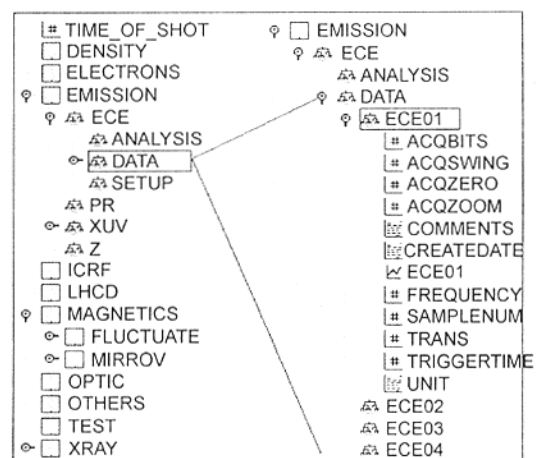 TIME_OF_SHOT
DENSITY
ELECTRONS
EMISSION
ECE
ANALYSIS
DATA
SETUP
PR
XUV
Z
ICRF
LHCD
MAGNETICS
FLUCTUATE
MIRROV
OPTIC
OTHERS
TEST
XRAY
EMISSION
ECE
ANALYSIS
DATA
ECE01
ACQBITS
ACQSWING
ACQZERO
ACQZOOM
COMMENTS
CREATEDATE
ECE01
FREQUENCY
SAMPLENUM
TRANS
TRIGGERTIME
UNIT
ECE02
ECE03
ECE04